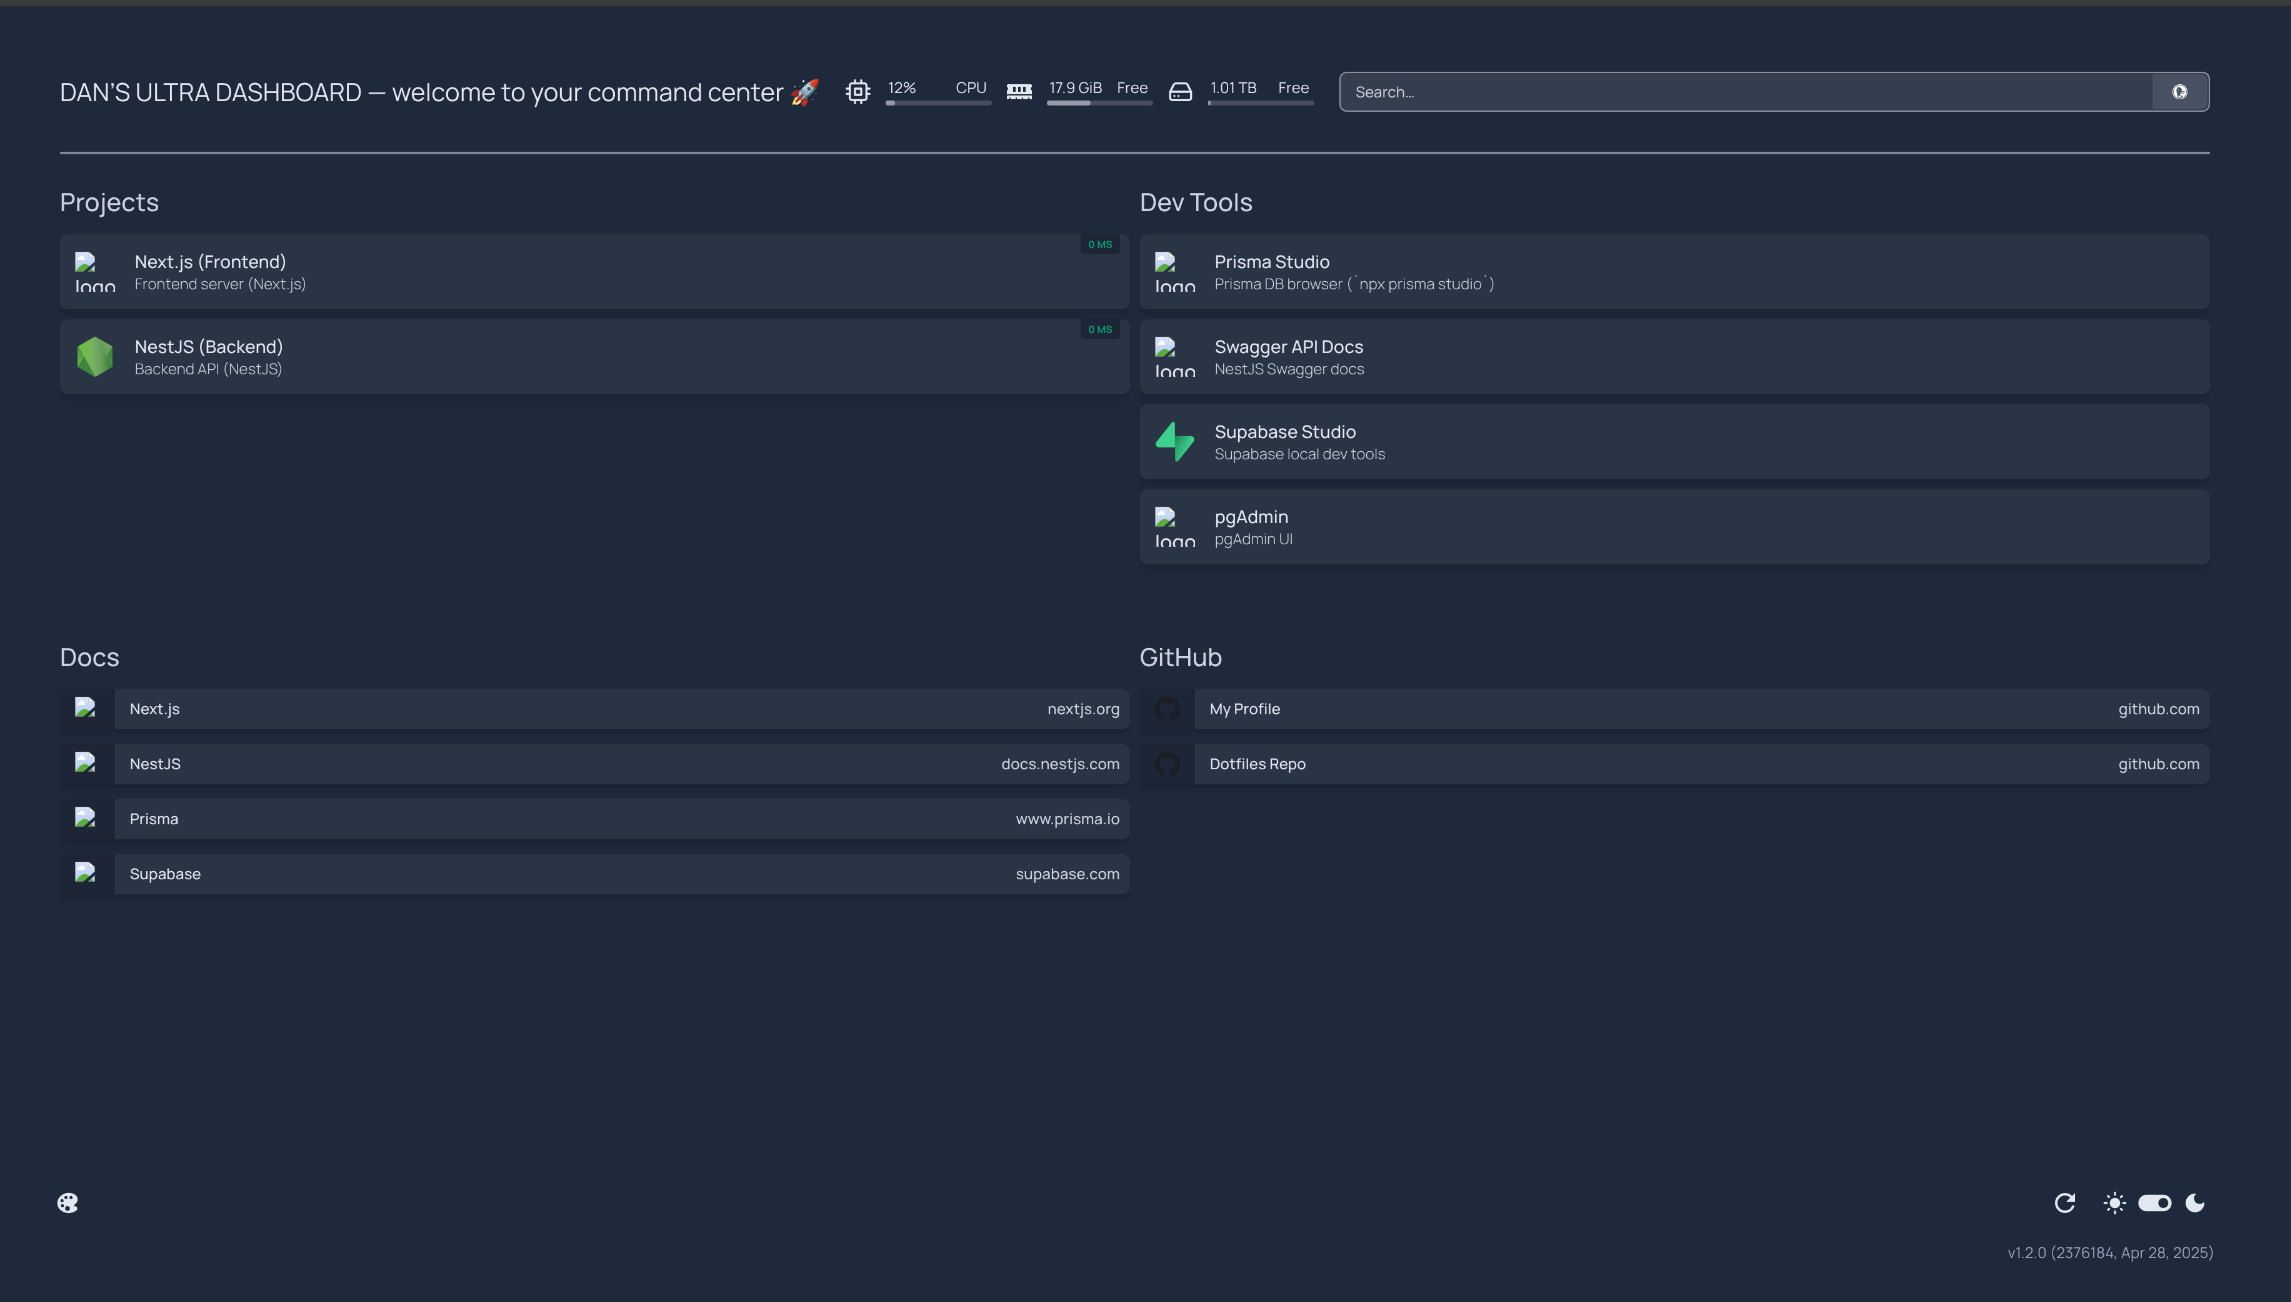 DAN'S ULTRA DASHBOARD — welcome to your command center 🚀
12% CPU
17.9 GiB Free
1.01 TB Free
Search...
Projects
0 MS
Next.js (Frontend)
Frontend server (Next.js)
logo
0 MS
NestJS (Backend)
Backend API (NestJS)
Dev Tools
Prisma Studio
logo
Prisma DB browser (`npx prisma studio`)
Swagger API Docs
logo
NestJS Swagger docs
Supabase Studio
Supabase local dev tools
pgAdmin
logo
pgAdmin UI
Docs
Next.js nextjs.org
NestJS docs.nestjs.com
Prisma www.prisma.io
Supabase supabase.com
GitHub
My Profile github.com
Dotfiles Repo github.com
v1.2.0 (2376184, Apr 28, 2025)